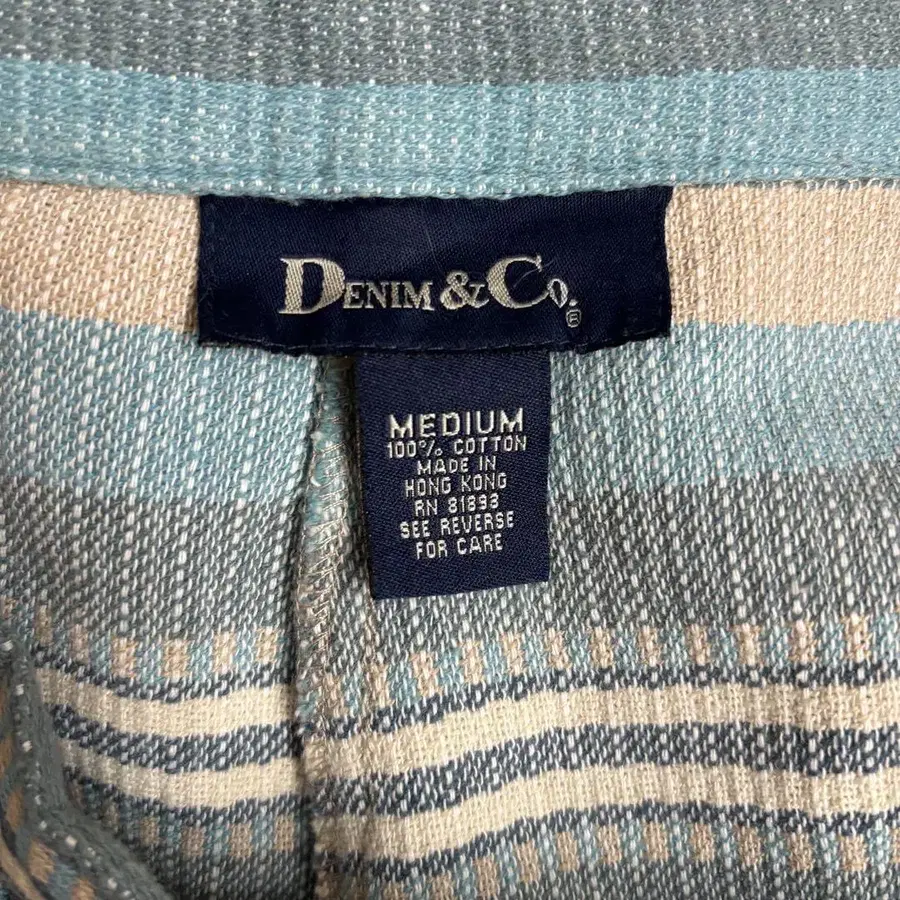 DENIM & CO.®
MEDIUM
100% COTTON
MADE IN
HONG KONG
RN 81893
SEE REVERSE
FOR CARE